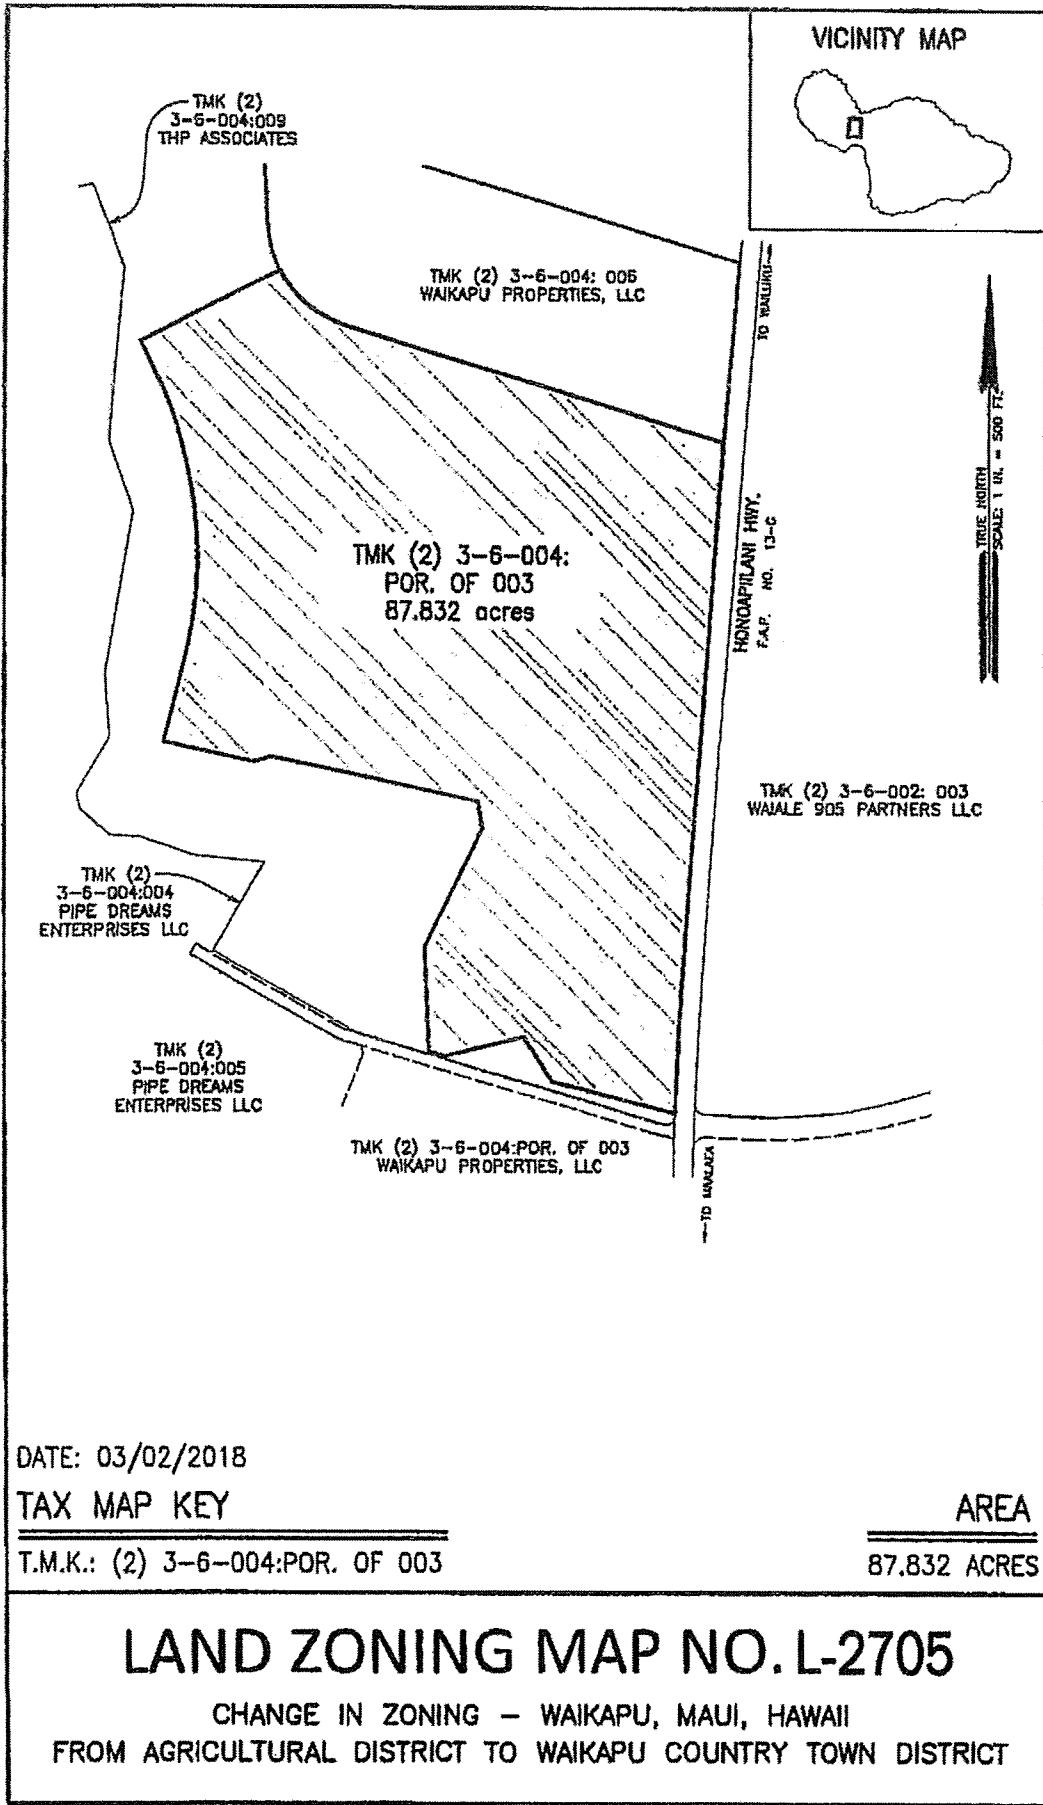 VICINITY MAP
TMK (2)
3-6-004:009
THP ASSOCIATES
TMK (2) 3-6-004: 006
WAIKAPU PROPERTIES, LLC
TO WAILUKU
TRUE NORTH
SCALE: 1 IN. = 500 FT.
HONOAPIILANI HWY.
F.A.P. NO. 13-G
TMK (2) 3-6-004:
POR. OF 003
87.832 acres
TMK (2) 3-6-002: 003
WAIALE 905 PARTNERS LLC
TMK (2)
3-6-004:004
PIPE DREAMS
ENTERPRISES LLC
TMK (2)
3-6-004:005
PIPE DREAMS
ENTERPRISES LLC
TMK (2) 3-6-004:POR. OF 003
WAIKAPU PROPERTIES, LLC
TO MAALAEA
DATE: 03/02/2018
TAX MAP KEY
AREA
T.M.K.: (2) 3-6-004:POR. OF 003
87.832 ACRES
LAND ZONING MAP NO. L-2705
CHANGE IN ZONING - WAIKAPU, MAUI, HAWAII
FROM AGRICULTURAL DISTRICT TO WAIKAPU COUNTRY TOWN DISTRICT